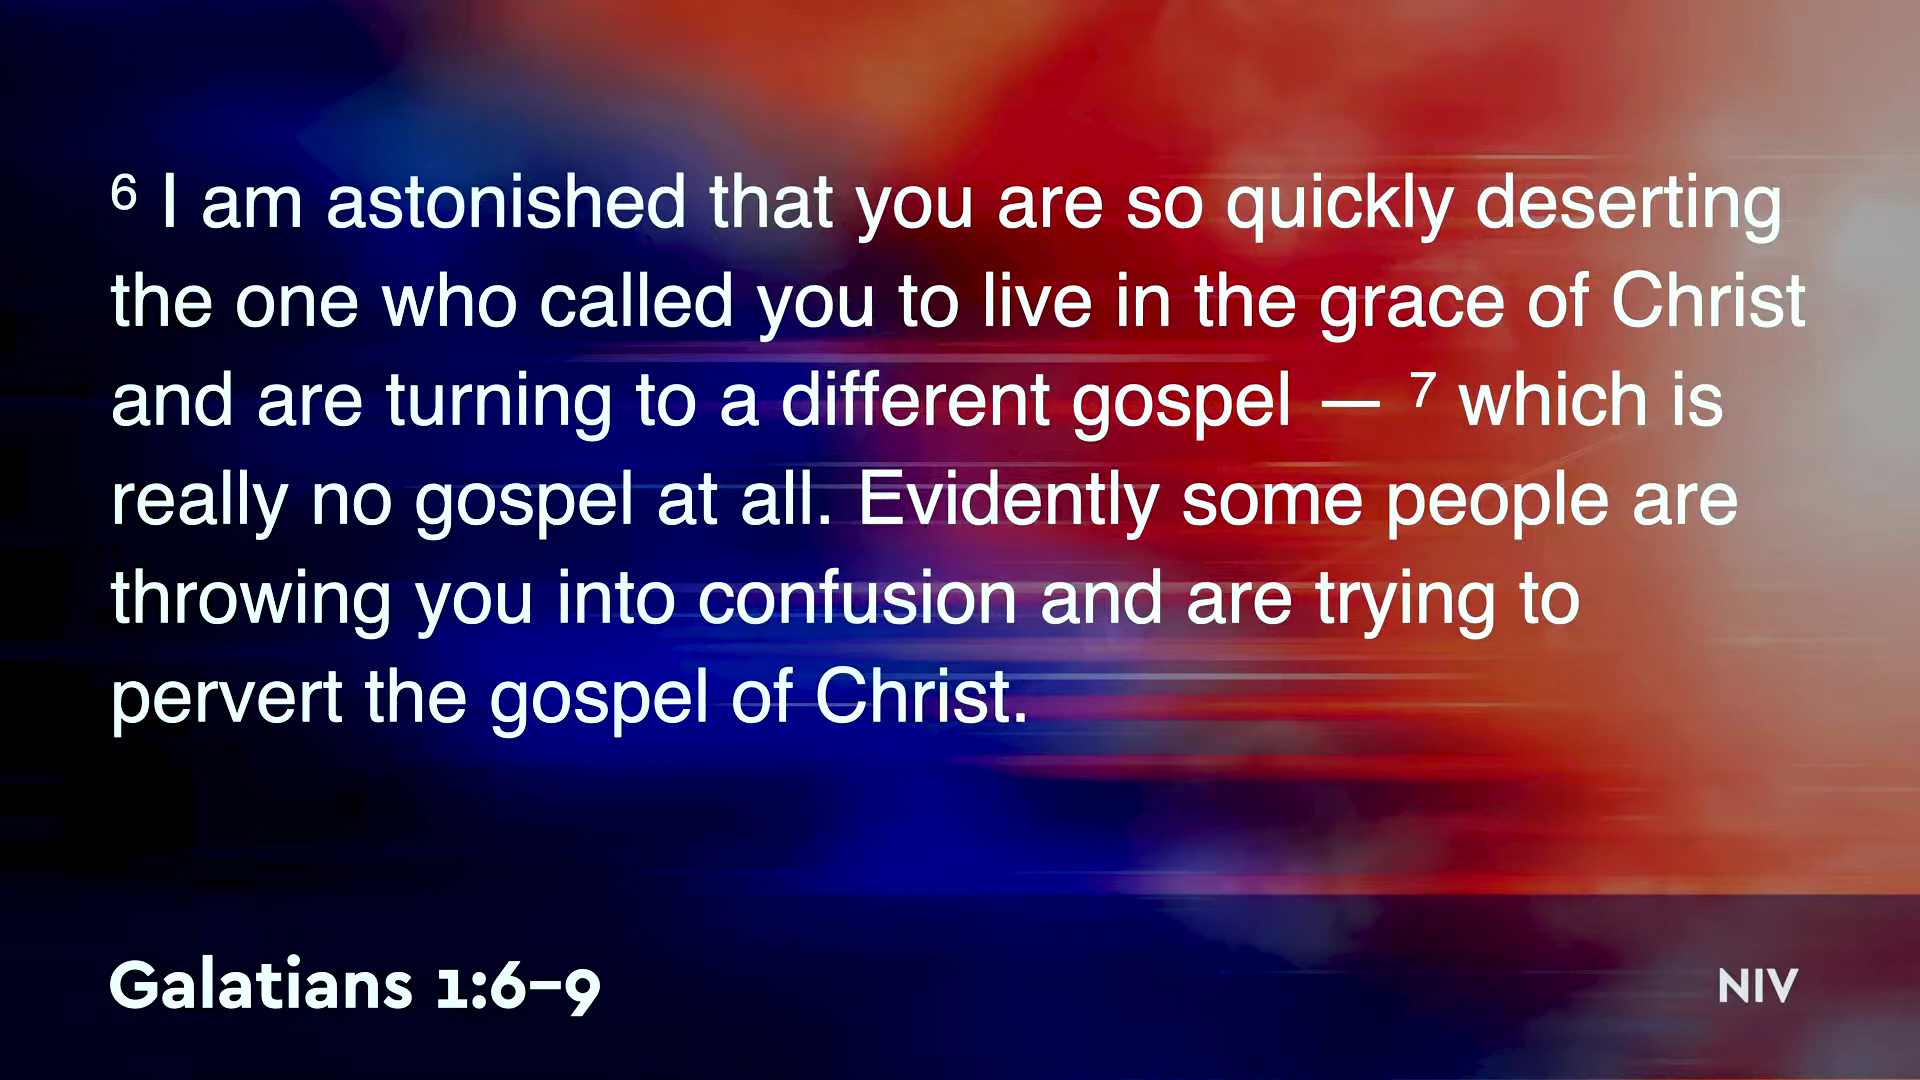 ⁶ I am astonished that you are so quickly deserting
the one who called you to live in the grace of Christ
and are turning to a different gospel — ⁷ which is
really no gospel at all. Evidently some people are
throwing you into confusion and are trying to
pervert the gospel of Christ.
Galatians 1:6–9
NIV